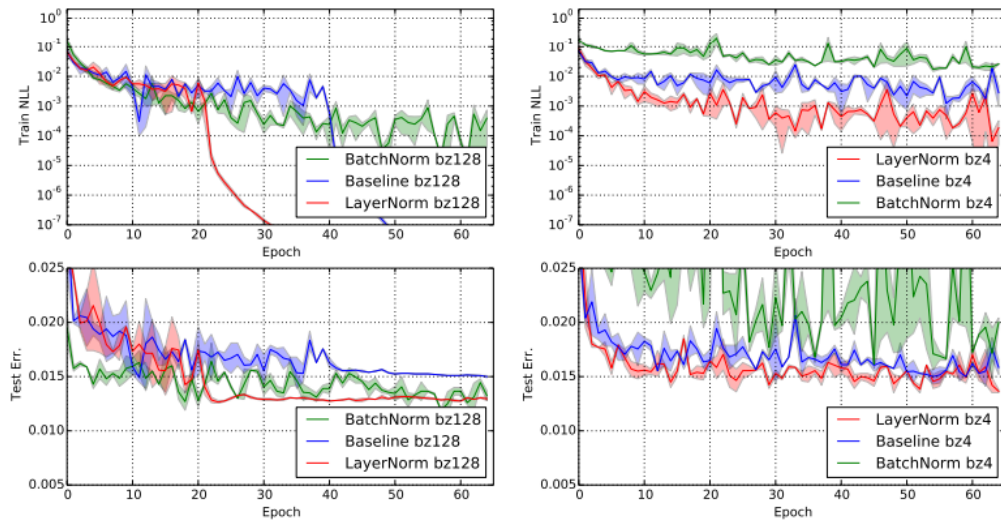 10⁰
10⁻¹
10⁻²
10⁻³
10⁻⁴
10⁻⁵
10⁻⁶
10⁻⁷
Train NLL
BatchNorm bz128
Baseline bz128
LayerNorm bz128
0 10 20 30 40 50 60
Epoch
10⁰
10⁻¹
10⁻²
10⁻³
10⁻⁴
10⁻⁵
10⁻⁶
10⁻⁷
Train NLL
LayerNorm bz4
Baseline bz4
BatchNorm bz4
0 10 20 30 40 50 60
Epoch
0.025
0.020
0.015
0.010
0.005
Test Err.
BatchNorm bz128
Baseline bz128
LayerNorm bz128
0 10 20 30 40 50 60
Epoch
0.025
0.020
0.015
0.010
0.005
Test Err.
LayerNorm bz4
Baseline bz4
BatchNorm bz4
0 10 20 30 40 50 60
Epoch